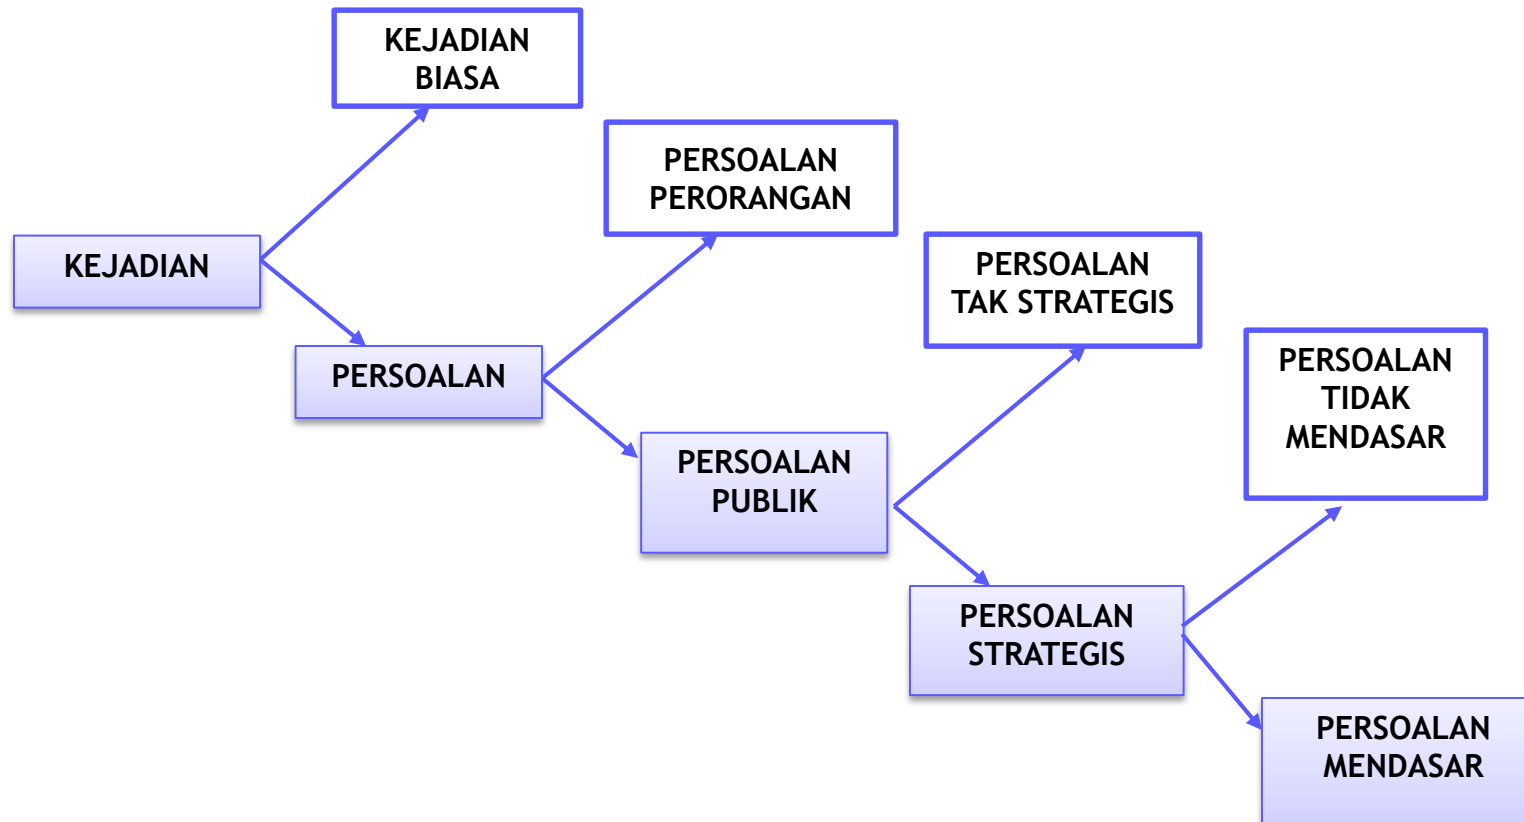 KEJADIAN
BIASA
PERSOALAN
PERORANGAN
KEJADIAN
PERSOALAN
TAK STRATEGIS
PERSOALAN
PERSOALAN
TIDAK
MENDASAR
PERSOALAN
PUBLIK
PERSOALAN
STRATEGIS
PERSOALAN
MENDASAR